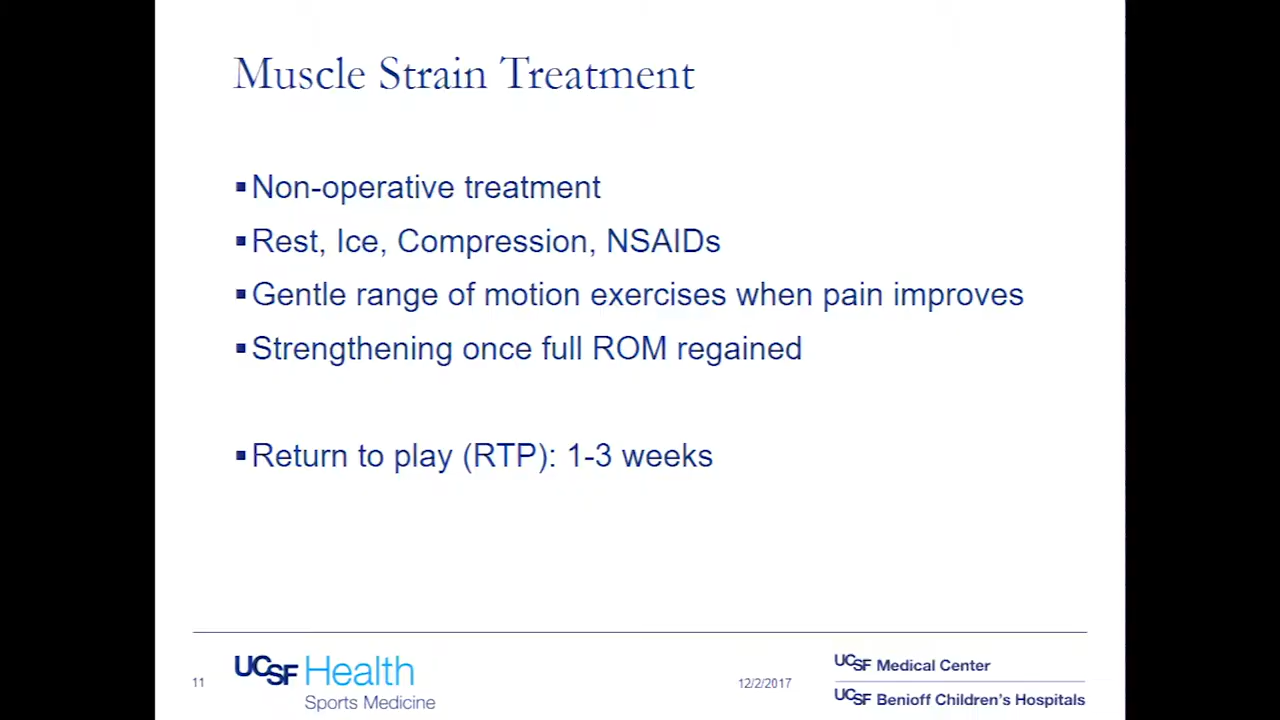 Muscle Strain Treatment
▪Non-operative treatment
▪Rest, Ice, Compression, NSAIDs
▪Gentle range of motion exercises when pain improves
▪Strengthening once full ROM regained
▪Return to play (RTP): 1-3 weeks
11
UCSF Health
Sports Medicine
12/2/2017
UCSF Medical Center
UCSF Benioff Children's Hospitals